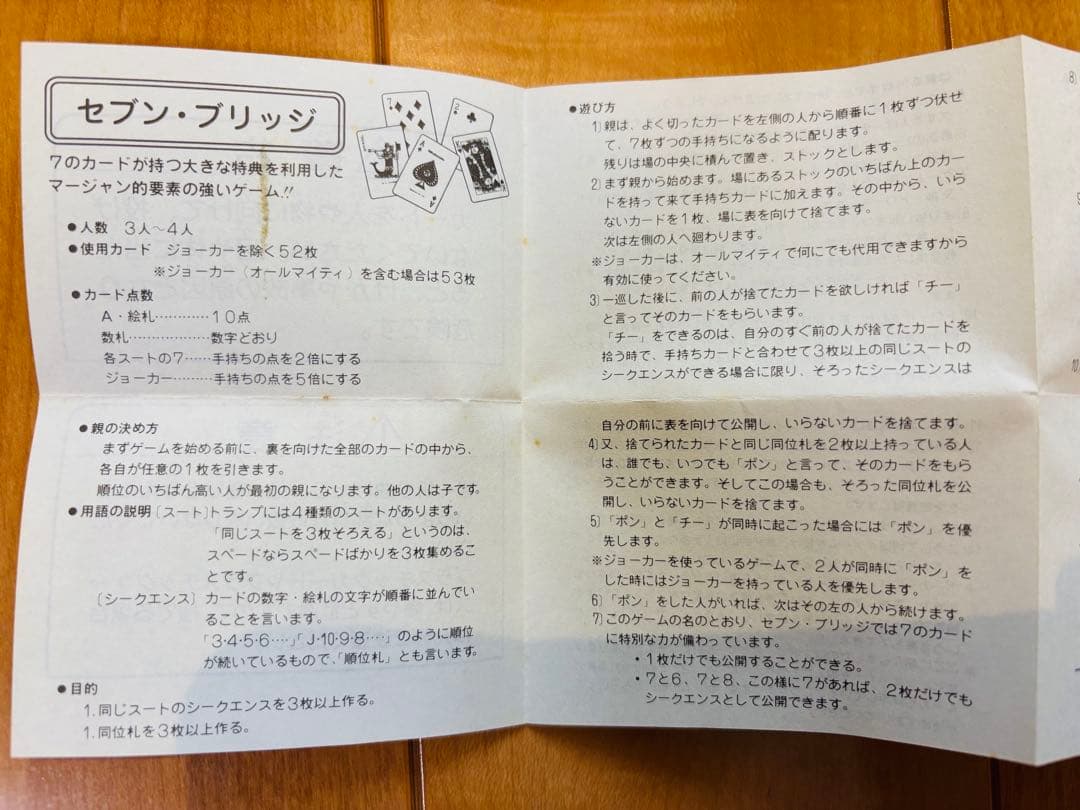 セブン・ブリッジ
7のカードが持つ大きな特典を利用した
マージャン的要素の強いゲーム!!
●人数 3人〜4人
●使用カード ジョーカーを除く52枚
※ジョーカー（オールマイティ）を含む場合は53枚
●カード点数
A・絵札…………10点
数札………………数字どおり
各スートの7……手持ちの点を2倍にする
ジョーカー………手持ちの点を5倍にする
●親の決め方
まずゲームを始める前に、裏を向けた全部のカードの中から、
各自が任意の1枚を引きます。
順位のいちばん高い人が最初の親になります。他の人は子です。
●用語の説明〔スート〕トランプには4種類のスートがあります。
「同じスートを3枚そろえる」というのは、
スペードならスペードばかりを3枚集めるこ
とです。
〔シークエンス〕カードの数字・絵札の文字が順番に並んでい
ることを言います。
「3・4・5・6‥‥」「J・10・9・8‥‥」のように順位
が続いているもので、「順位札」とも言います。
●目的
1.同じスートのシークエンスを3枚以上作る。
1.同位札を3枚以上作る。
●遊び方
1)親は、よく切ったカードを左側の人から順番に1枚ずつ伏せ
て、7枚ずつの手持ちになるように配ります。
残りは場の中央に積んで置き、ストックとします。
2)まず親から始めます。場にあるストックのいちばん上のカー
ドを持って来て手持ちカードに加えます。その中から、いら
ないカードを1枚、場に表を向けて捨てます。
次は左側の人へ廻わります。
※ジョーカーは、オールマイティで何にでも代用できますから
有効に使ってください。
3)一巡した後に、前の人が捨てたカードを欲しければ「チー」
と言ってそのカードをもらいます。
「チー」をできるのは、自分のすぐ前の人が捨てたカードを
拾う時で、手持ちカードと合わせて3枚以上の同じスートの
シークエンスができる場合に限り、そろったシークエンスは
自分の前に表を向けて公開し、いらないカードを捨てます。
4)又、捨てられたカードと同じ同位札を2枚以上持っている人
は、誰でも、いつでも「ポン」と言って、そのカードをもら
うことができます。そしてこの場合も、そろった同位札を公
開し、いらないカードを捨てます。
5)「ポン」と「チー」が同時に起こった場合には「ポン」を優
先します。
※ジョーカーを使っているゲームで、2人が同時に「ポン」を
した時にはジョーカーを持っている人を優先します。
6)「ポン」をした人がいれば、次はその左の人から続けます。
7)このゲームの名のとおり、セブン・ブリッジでは7のカード
に特別な力が備わっています。
・1枚だけでも公開することができる。
・7と6、7と8、この様に7があれば、2枚だけでも
シークエンスとして公開できます。
8)
9
10